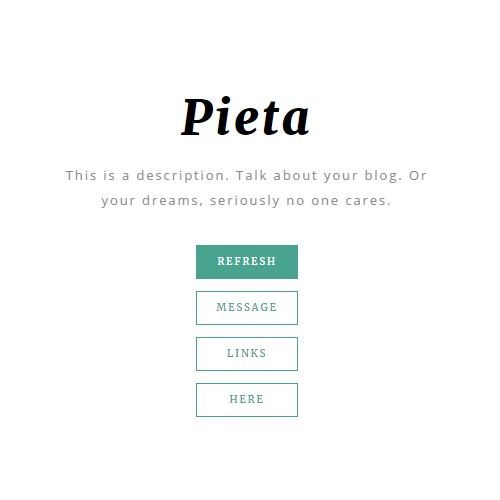 Pieta
This is a description. Talk about your blog. Or
your dreams, seriously no one cares.
REFRESH
MESSAGE
LINKS
HERE